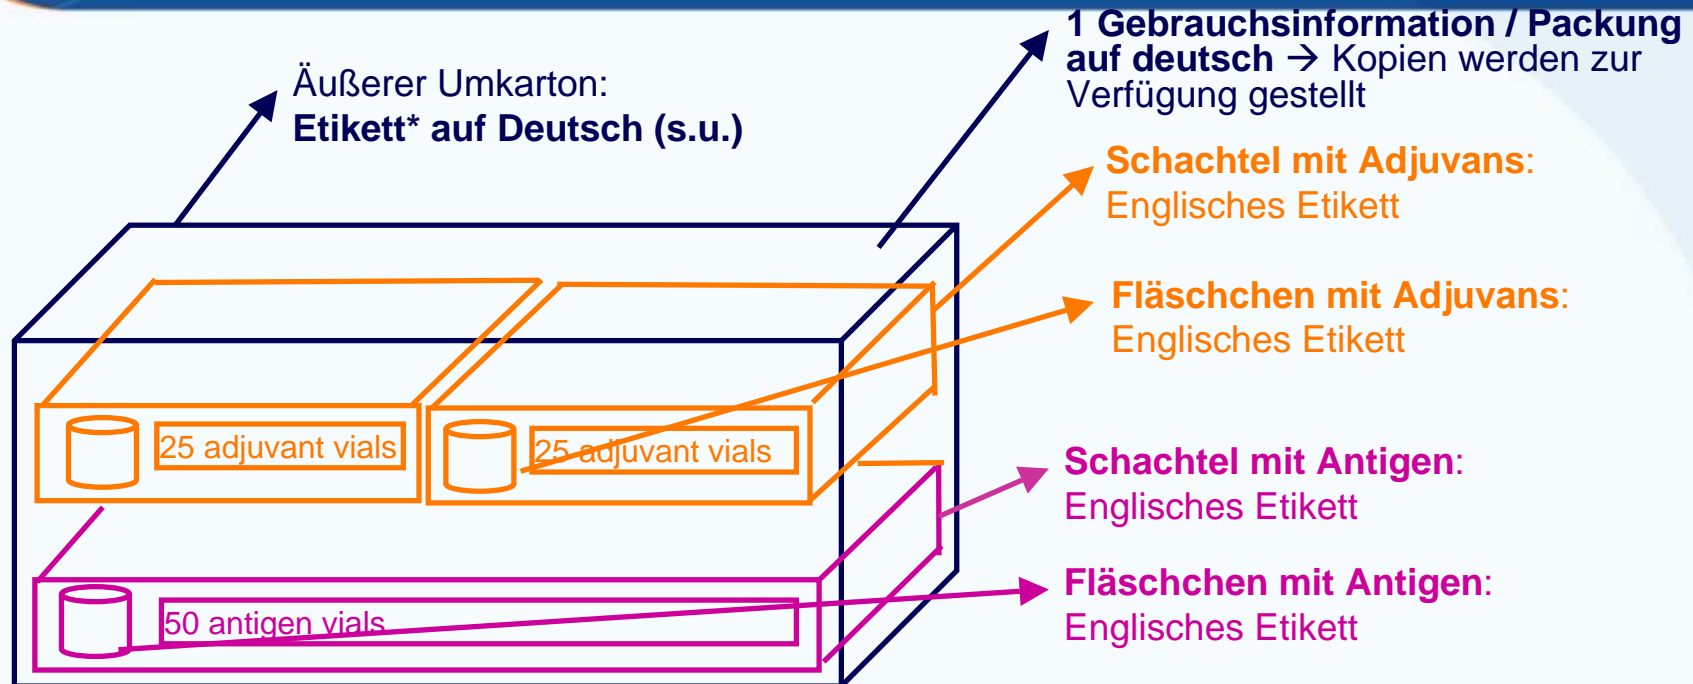 1 Gebrauchsinformation / Packung
auf deutsch → Kopien werden zur
Verfügung gestellt
Äußerer Umkarton:
Etikett* auf Deutsch (s.u.)
Schachtel mit Adjuvans:
Englisches Etikett
Fläschchen mit Adjuvans:
Englisches Etikett
25 adjuvant vials
25 adjuvant vials
Schachtel mit Antigen:
Englisches Etikett
Fläschchen mit Antigen:
Englisches Etikett
50 antigen vials